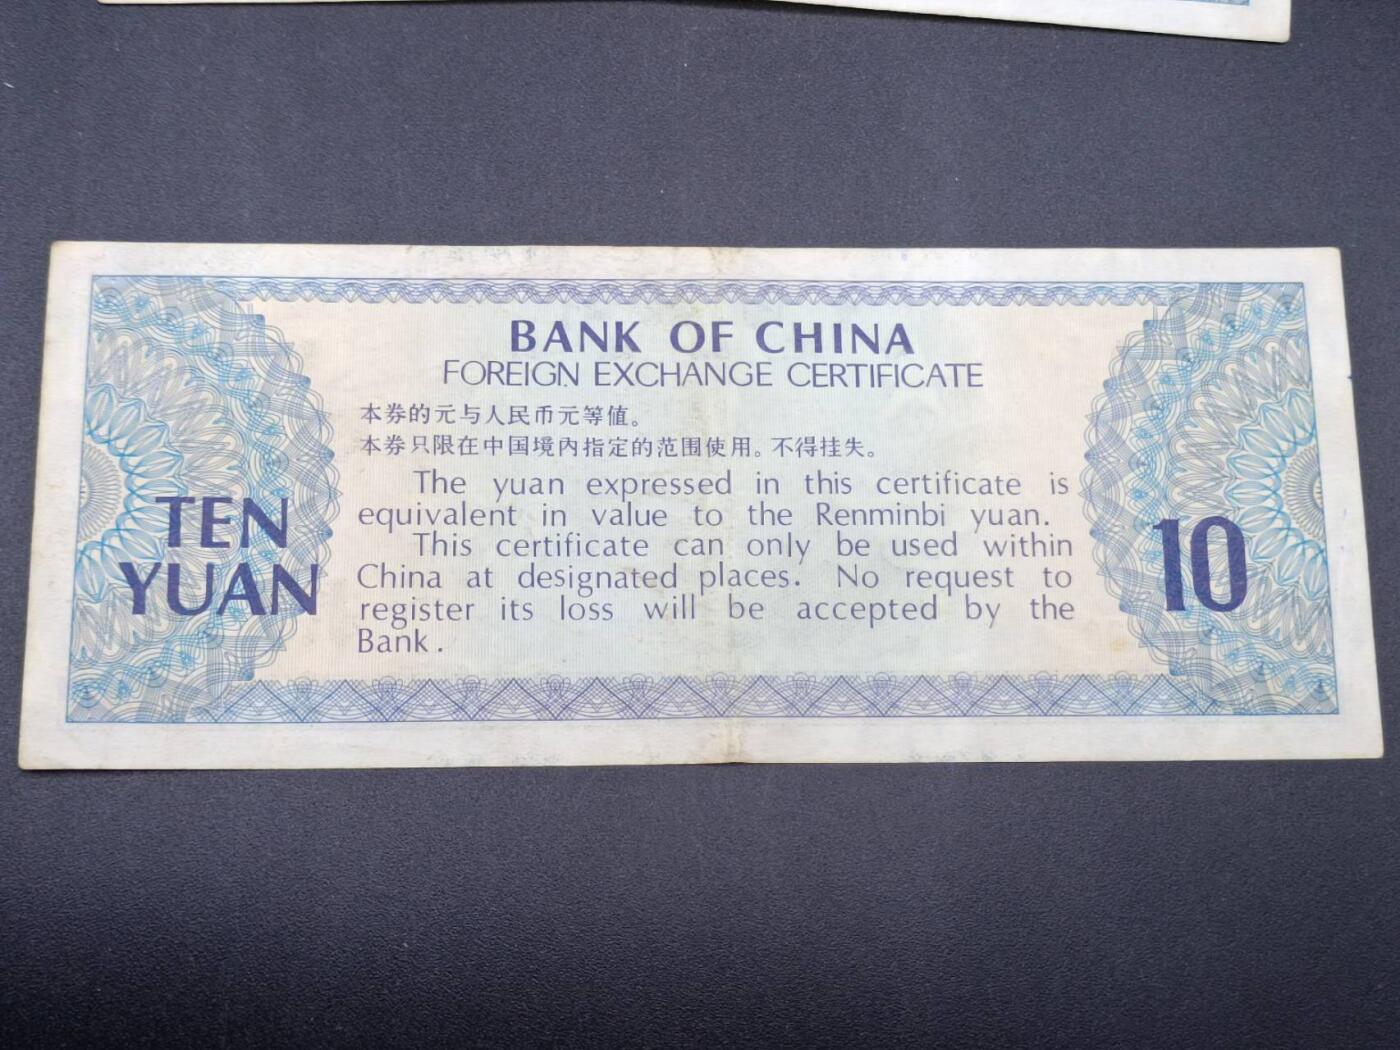 BANK OF CHINA
FOREIGN EXCHANGE CERTIFICATE
本券的元与人民币元等値。
本券只限在中国境内指定的范围使用。不得挂失。
The yuan expressed in this certificate is
equivalent in value to the Renminbi yuan.
This certificate can only be used within
China at designated places. No request to
register its loss will be accepted by the
Bank.
TEN
YUAN
10